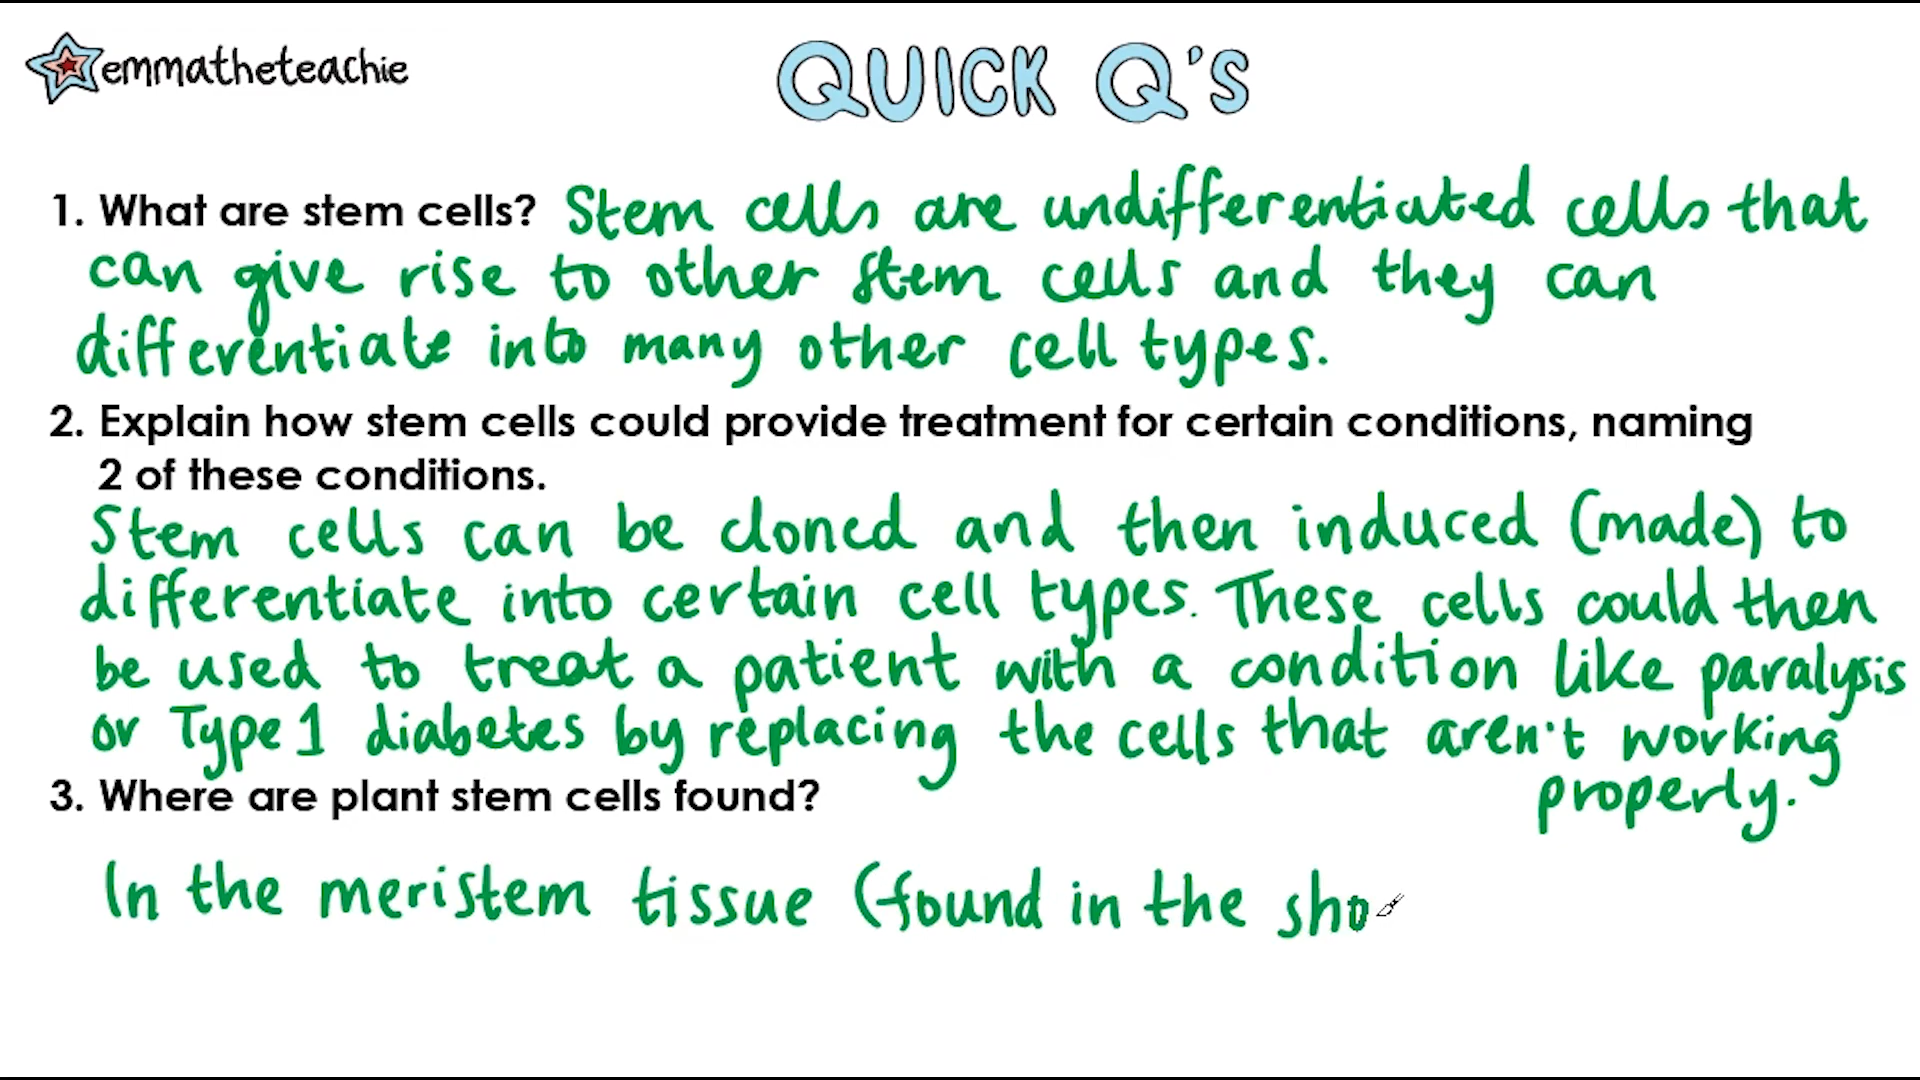 emmatheteachie
QUICK Q'S
1. What are stem cells? Stem cells are undifferentiated cells that
can give rise to other stem cells and they can
differentiate into many other cell types.
2. Explain how stem cells could provide treatment for certain conditions, naming
2 of these conditions.
Stem cells can be cloned and then induced (made) to
differentiate into certain cell types. These cells could then
be used to treat a patient with a condition like paralysis
or Type 1 diabetes by replacing the cells that aren't working
properly.
3. Where are plant stem cells found?
In the meristem tissue (found in the sho